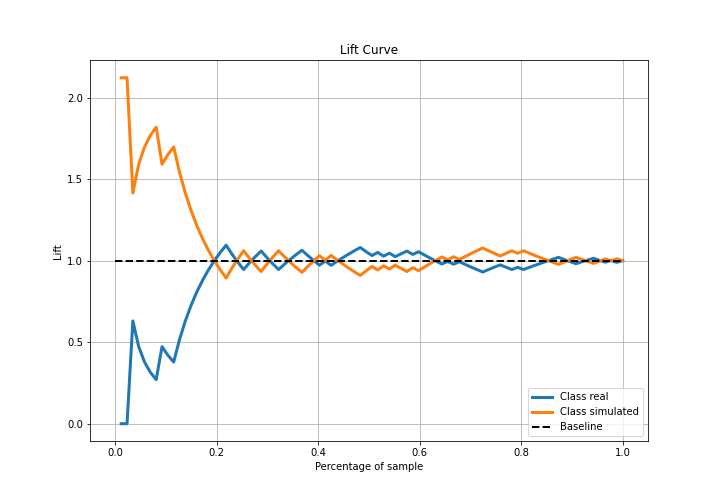 Lift Curve
Lift
2.0
1.5
1.0
0.5
0.0
0.0 0.2 0.4 0.6 0.8 1.0
Percentage of sample
Class real
Class simulated
Baseline